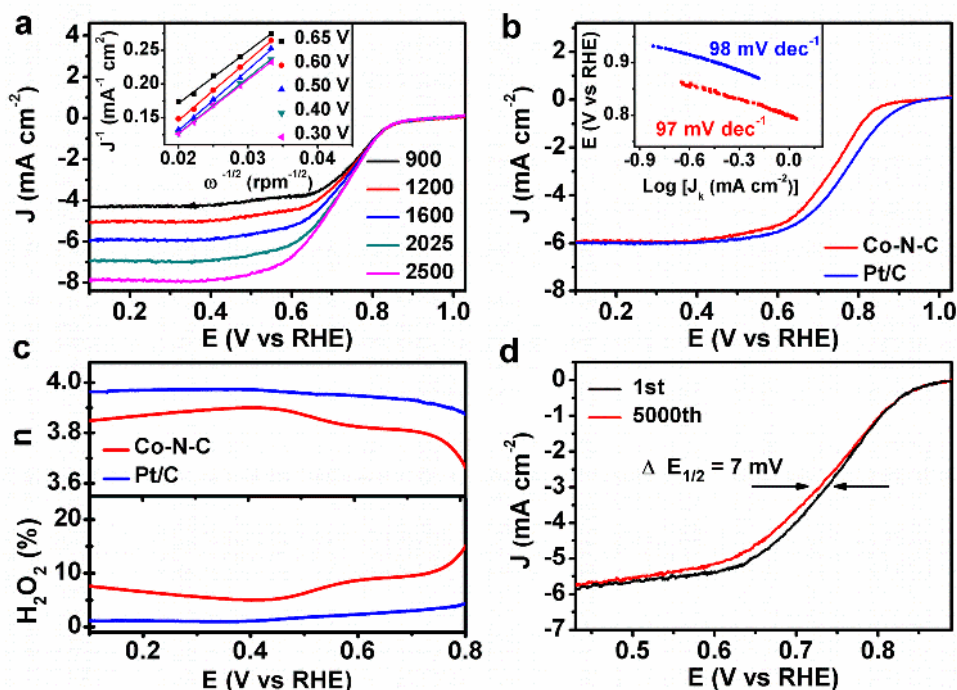 a
4
2
0
-2
-4
-6
-8
J (mA cm-2)
0.2 0.4 0.6 0.8 1.0
E (V vs RHE)
0.25
0.20
0.15
J-1 (mA-1 cm2)
0.00 0.02 0.04
ω-1/2 (rpm-1/2)
0.65 V
0.60 V
0.50 V
0.40 V
0.30 V
900
1200
1600
2025
2500
b
2
0
-2
-4
-6
-8
J (mA cm-2)
0.2 0.4 0.6 0.8 1.0
E (V vs RHE)
0.9
0.8
E (V vs RHE)
-0.9 -0.6 -0.3 0.0
Log [Jk (mA cm-2)]
98 mV dec-1
97 mV dec-1
Co-N-C
Pt/C
c
4.0
3.8
3.6
n
Co-N-C
Pt/C
20
10
0
H2O2 (%)
0.2 0.4 0.6 0.8
E (V vs RHE)
d
0
-1
-2
-3
-4
-5
-6
-7
J (mA cm-2)
1st
5000th
Δ E1/2 = 7 mV
0.5 0.6 0.7 0.8
E (V vs RHE)